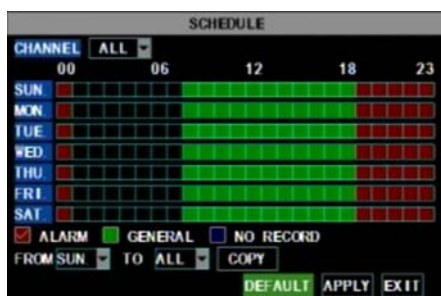 SCHEDULE
CHANNEL ALL
00 06 12 18 23
SUN.
MON.
TUE.
WED.
THU.
FRI.
SAT.
ALARM GENERAL NO RECORD
FROM SUN. TO ALL COPY
DEFAULT APPLY EXIT